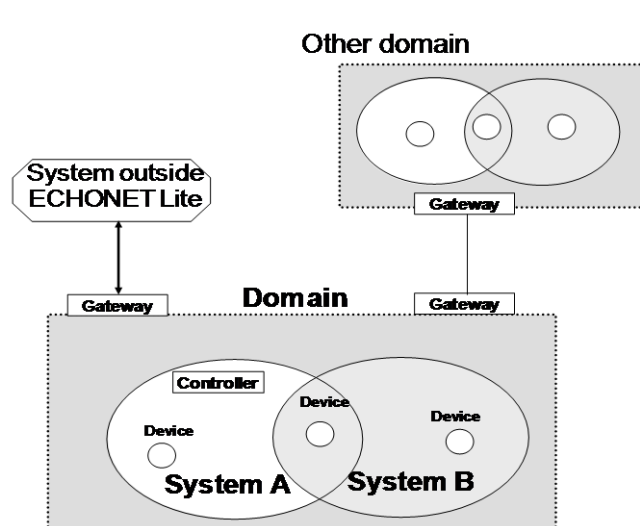 Other domain
System outside
ECHONET Lite
Gateway
Gateway
Domain
Gateway
Controller
Device
Device
Device
System A
System B